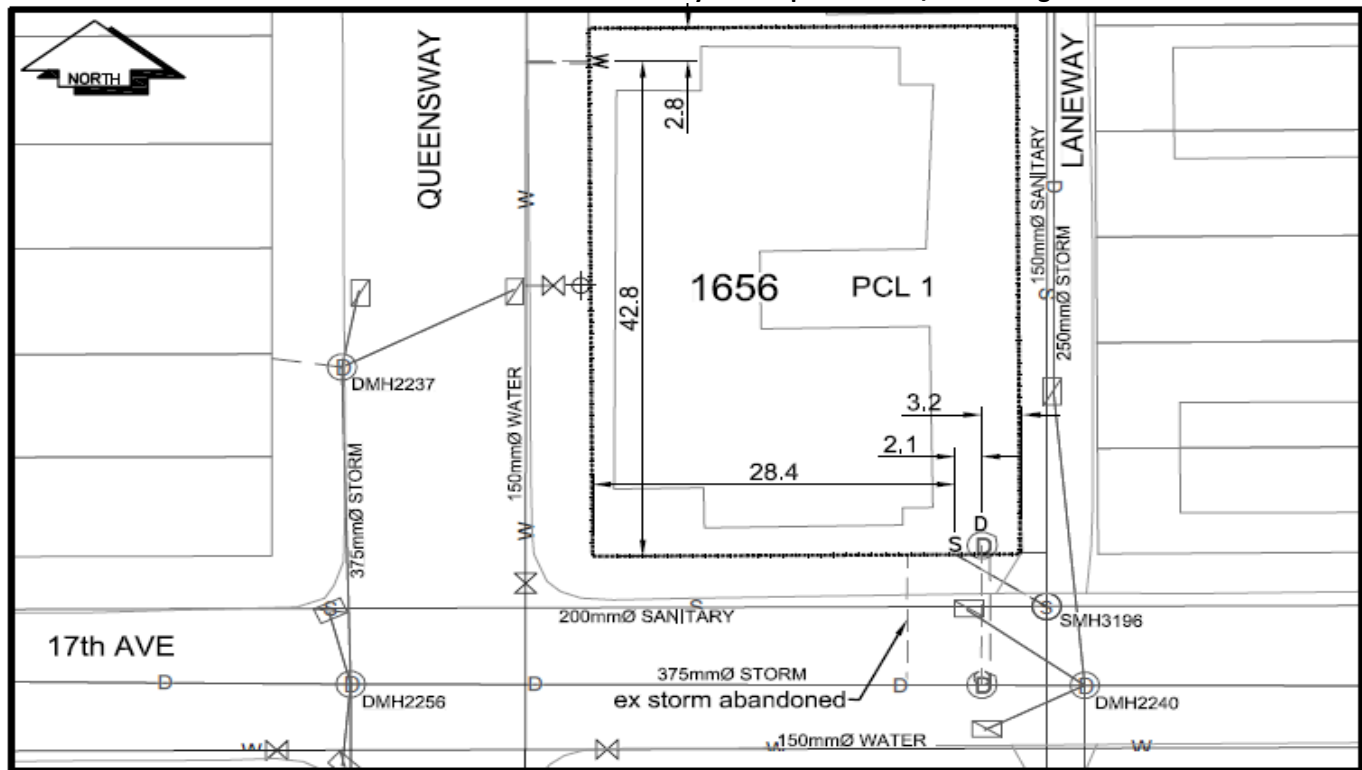 NORTH
QUEENSWAY
LANEWAY
W
2.8
W
150mmØ SANITARY
D
S
250mmØ STORM
42.8
1656
PCL 1
D
DMH2237
150mmØ WATER
375mmØ STORM
W
3.2
2.1
28.4
D
S
D
S
S
200mmØ SANITARY
S
SMH3196
17th AVE
D
D
DMH2256
D
375mmØ STORM
ex storm abandoned
D
D
D
DMH2240
W
W
150mmØ WATER
W